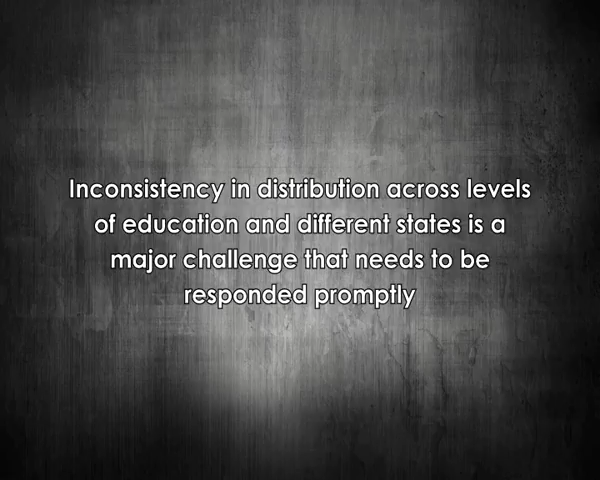 Inconsistency in distribution across levels
of education and different states is a
major challenge that needs to be
responded promptly